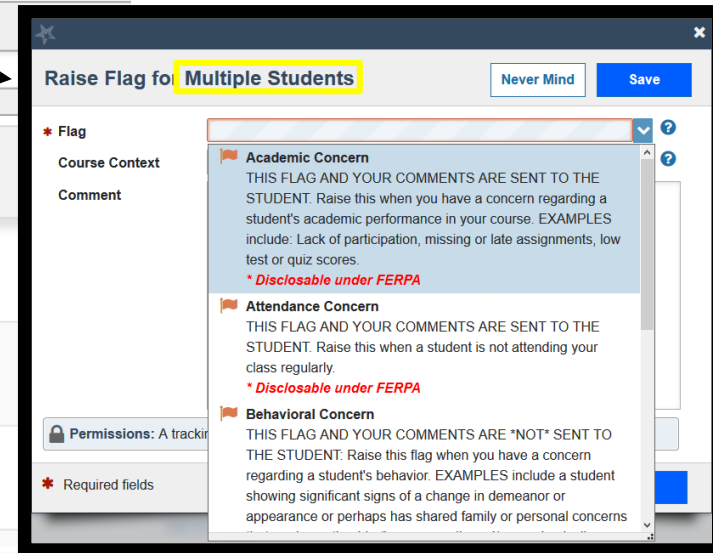 Raise Flag for Multiple Students
Never Mind
Save
* Flag
Course Context
Comment
Academic Concern
THIS FLAG AND YOUR COMMENTS ARE SENT TO THE
STUDENT. Raise this when you have a concern regarding a
student's academic performance in your course. EXAMPLES
include: Lack of participation, missing or late assignments, low
test or quiz scores.
* Disclosable under FERPA
Attendance Concern
THIS FLAG AND YOUR COMMENTS ARE SENT TO THE
STUDENT. Raise this when a student is not attending your
class regularly.
* Disclosable under FERPA
Behavioral Concern
THIS FLAG AND YOUR COMMENTS ARE *NOT* SENT TO
THE STUDENT: Raise this flag when you have a concern
regarding a student's behavior. EXAMPLES include a student
showing significant signs of a change in demeanor or
appearance or perhaps has shared family or personal concerns
Permissions: A trackin
* Required fields